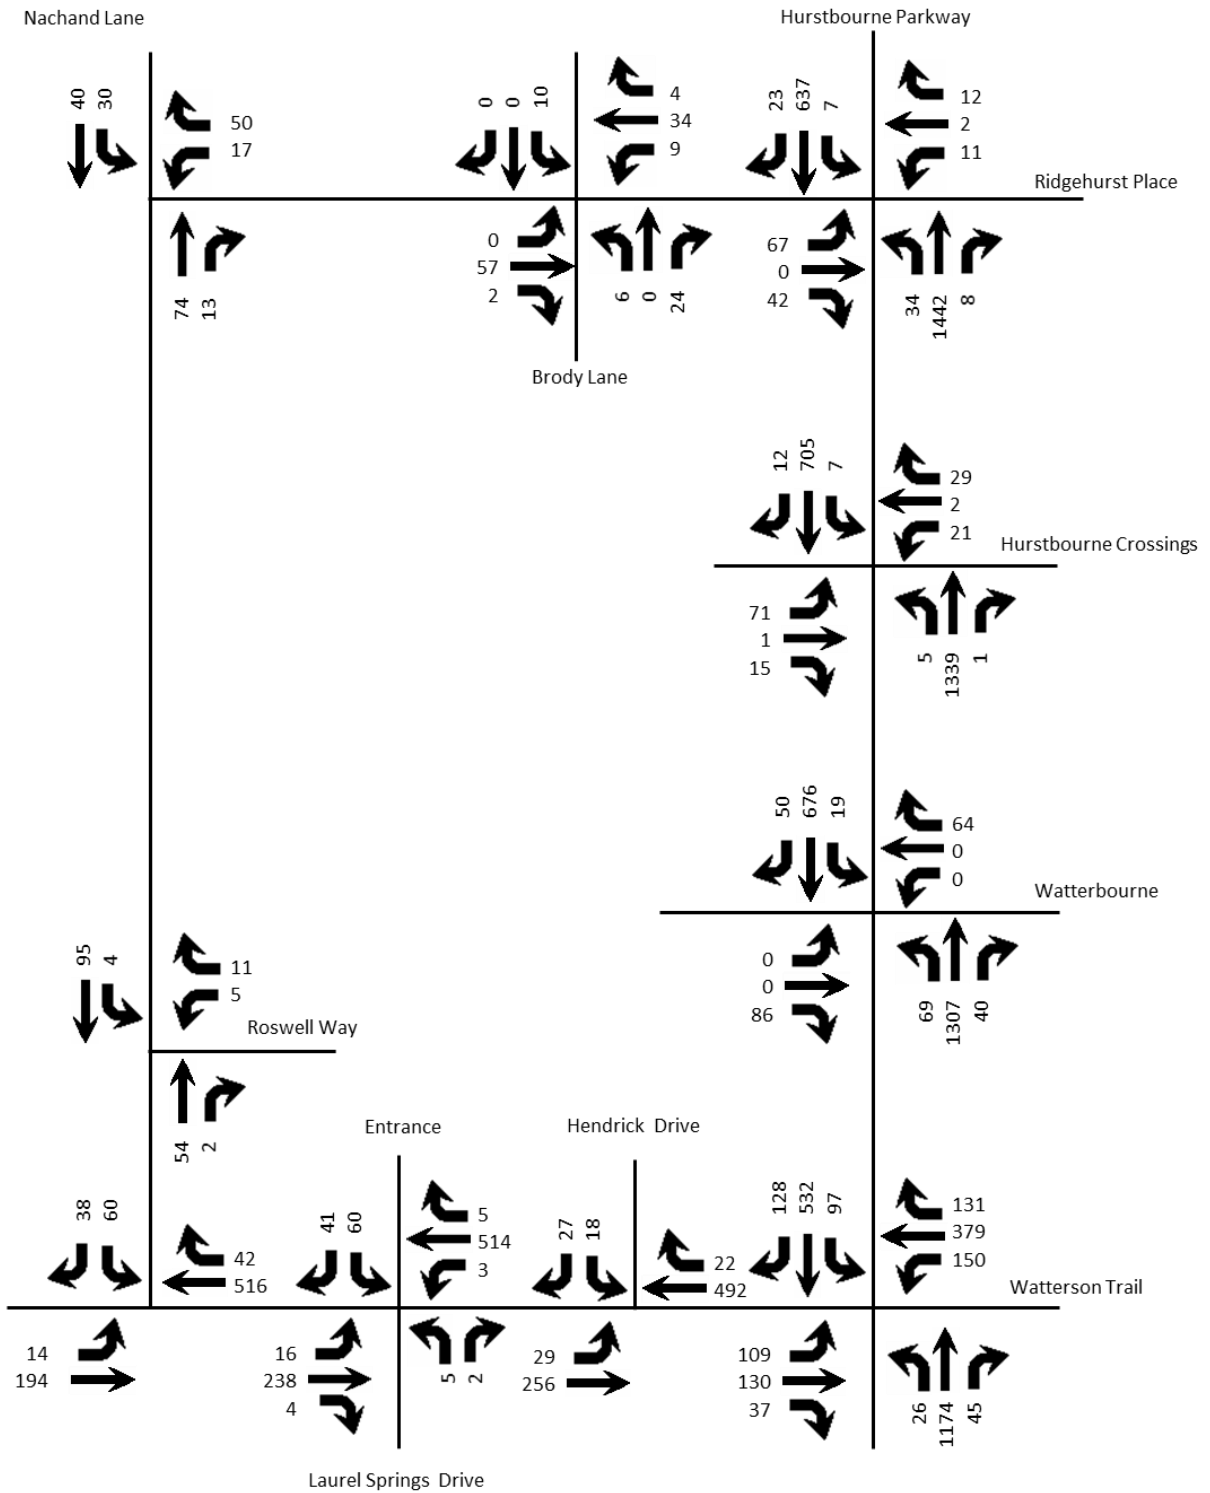 Nachand Lane
Hurstbourne Parkway
40 30
50
17
0 0 10
4
34
9
23 637 7
12
2
11
Ridgehurst Place
74 13
0
57
2
6 0 24
67
0
42
34 1442 8
Brody Lane
12 705 7
29
2
21
Hurstbourne Crossings
71
1
15
5 1339 1
50 676 19
64
0
0
Watterbourne
0
0
86
69 1307 40
95 4
11
5
Roswell Way
54 2
Entrance
Hendrick Drive
38 60
42
516
41 60
5
514
3
27 18
22
492
128 532 97
131
379
150
Watterson Trail
14
194
16
238
4
5 2
29
256
109
130
37
26 1174 45
Laurel Springs Drive